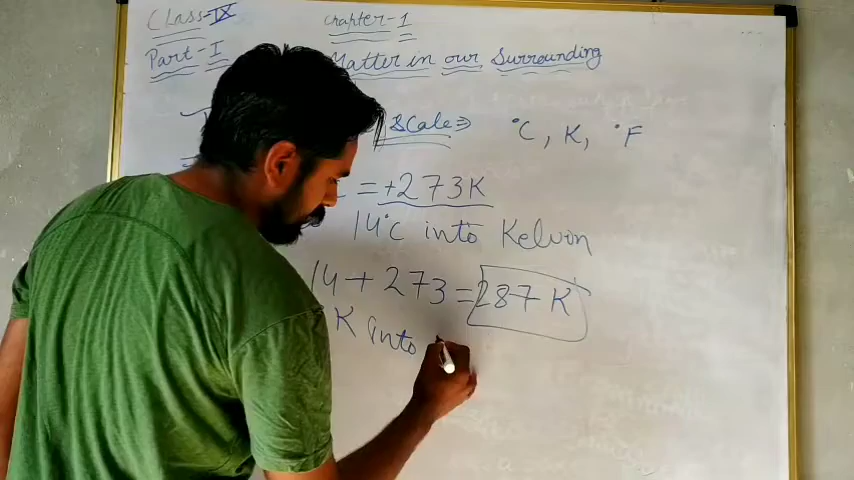 Class-IX Chapter-1
Part-I Matter in our Surrounding
Scale ⇒ °C, K, °F
= +273K
14°C into Kelvin
14 + 273 = 287 K
K into